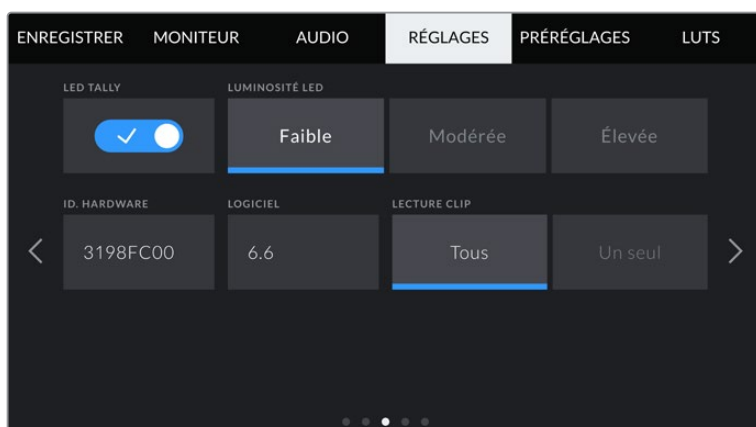 ENREGISTRER MONITEUR AUDIO RÉGLAGES PRÉRÉGLAGES LUTS
LED TALLY LUMINOSITÉ LED
Faible Modérée Élevée
ID. HARDWARE LOGICIEL LECTURE CLIP
3198FC00 6.6 Tous Un seul